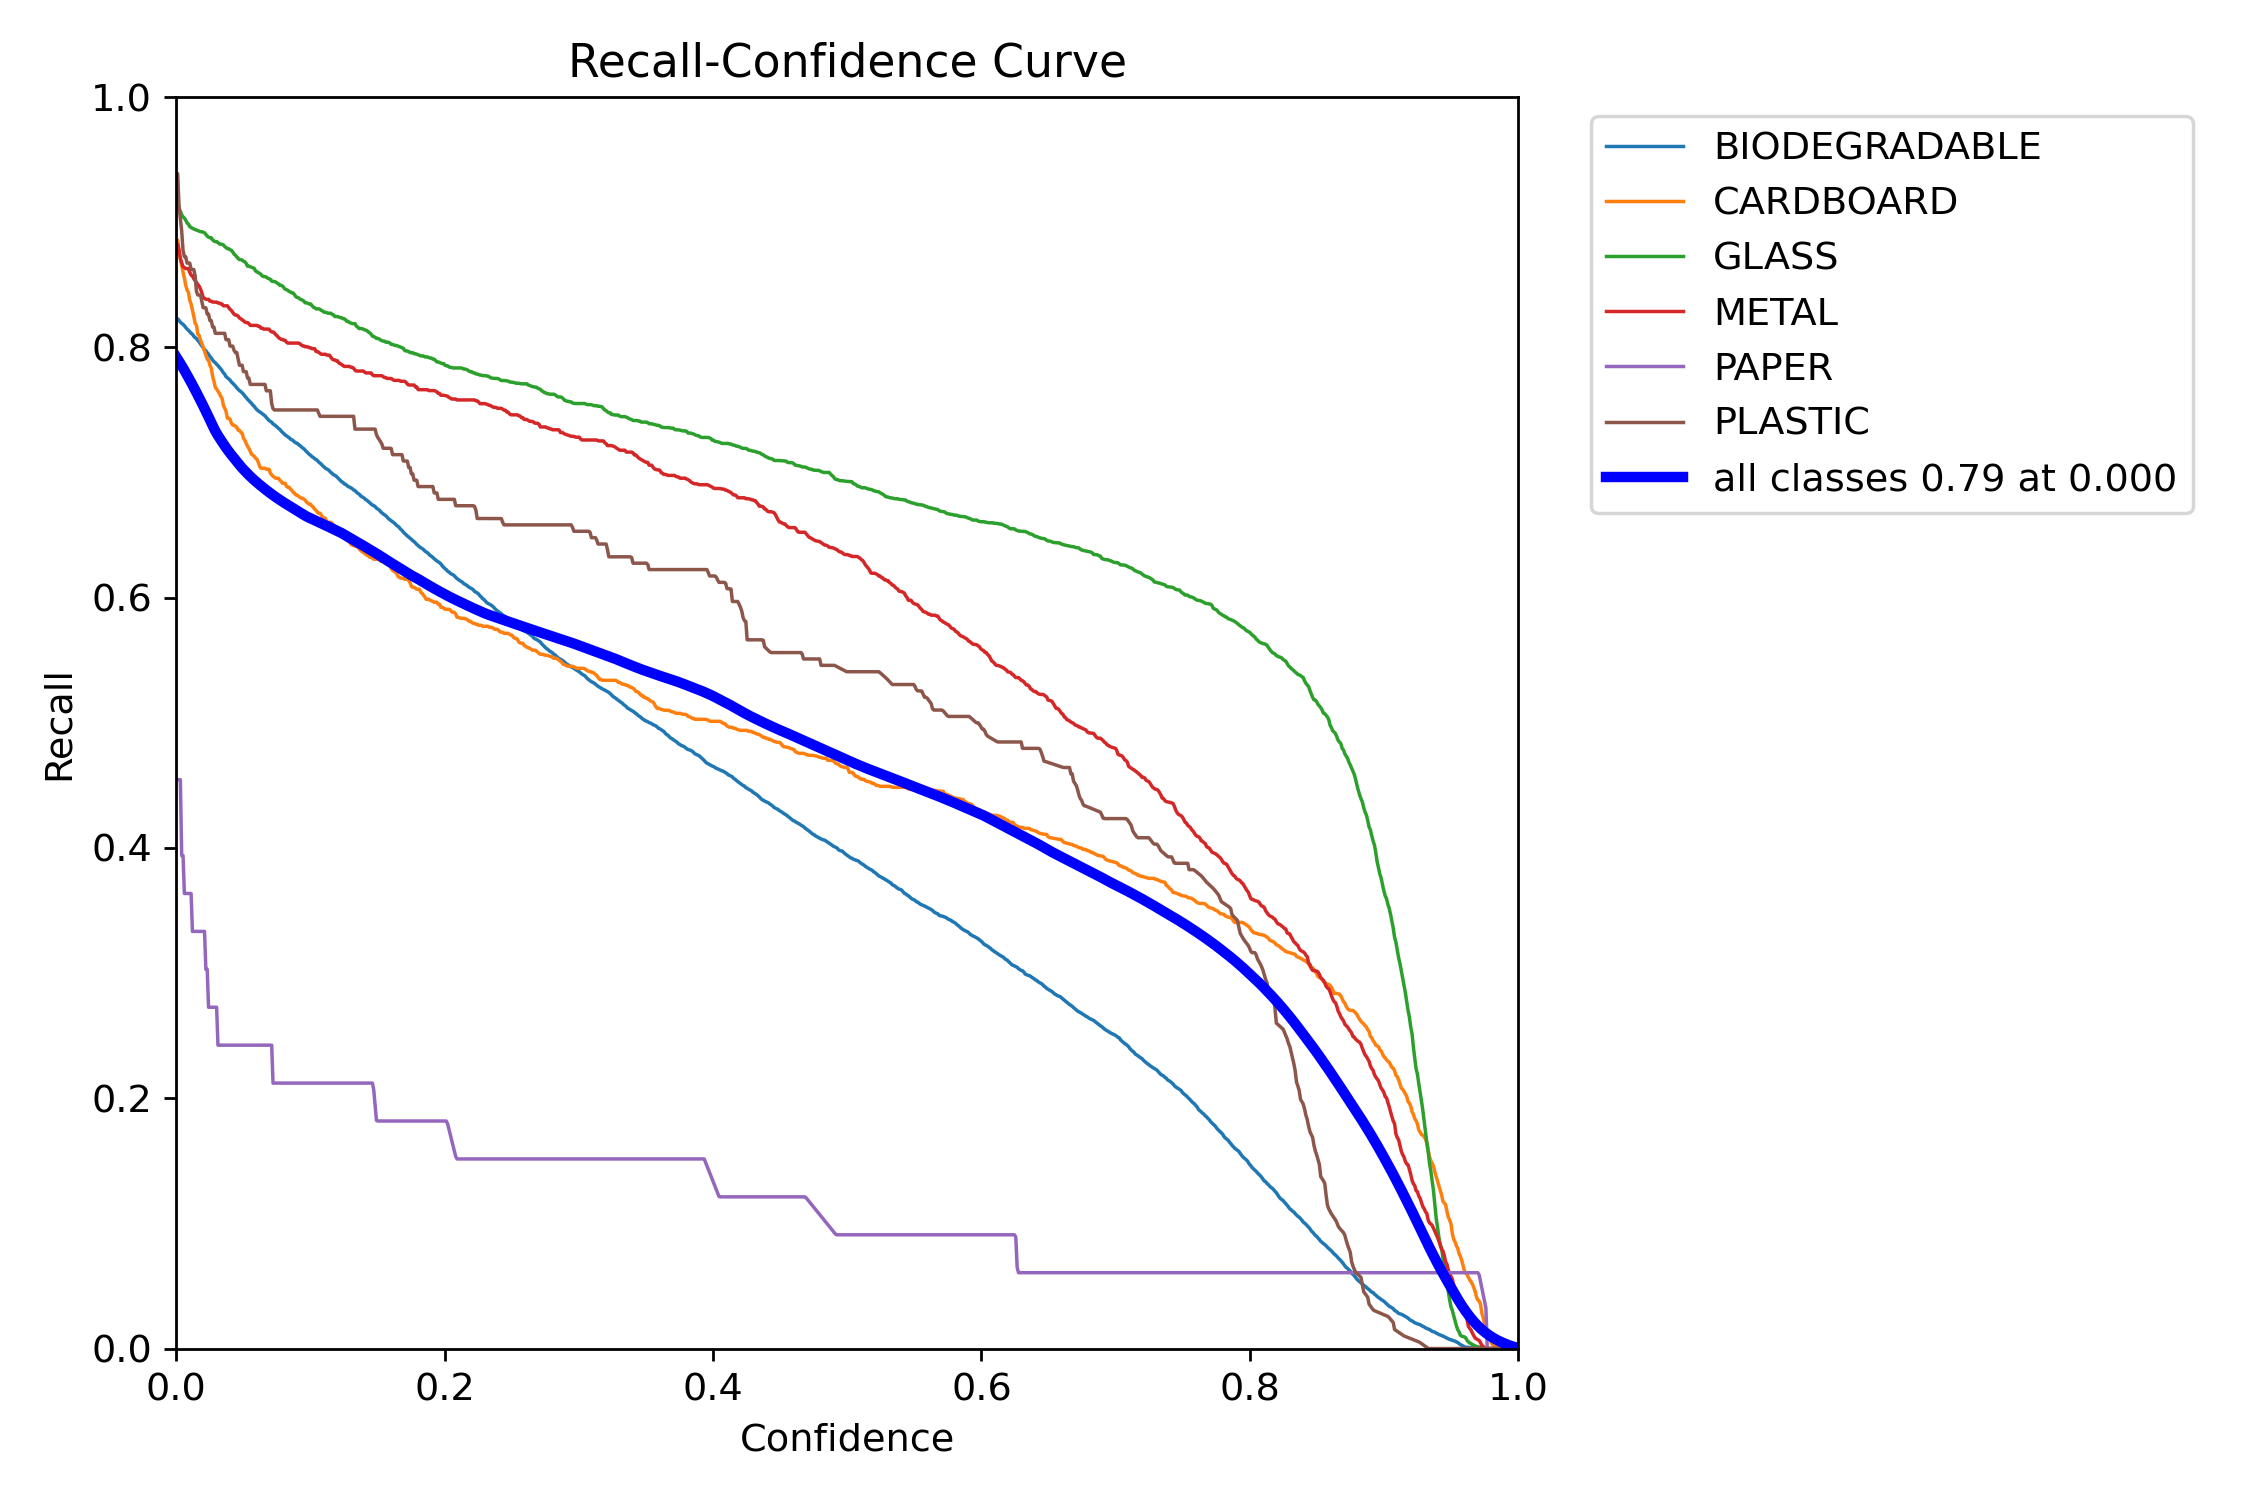 Recall-Confidence Curve
1.0
0.8
0.6
0.4
0.2
0.0
Recall
0.0 0.2 0.4 0.6 0.8 1.0
Confidence
BIODEGRADABLE
CARDBOARD
GLASS
METAL
PAPER
PLASTIC
all classes 0.79 at 0.000